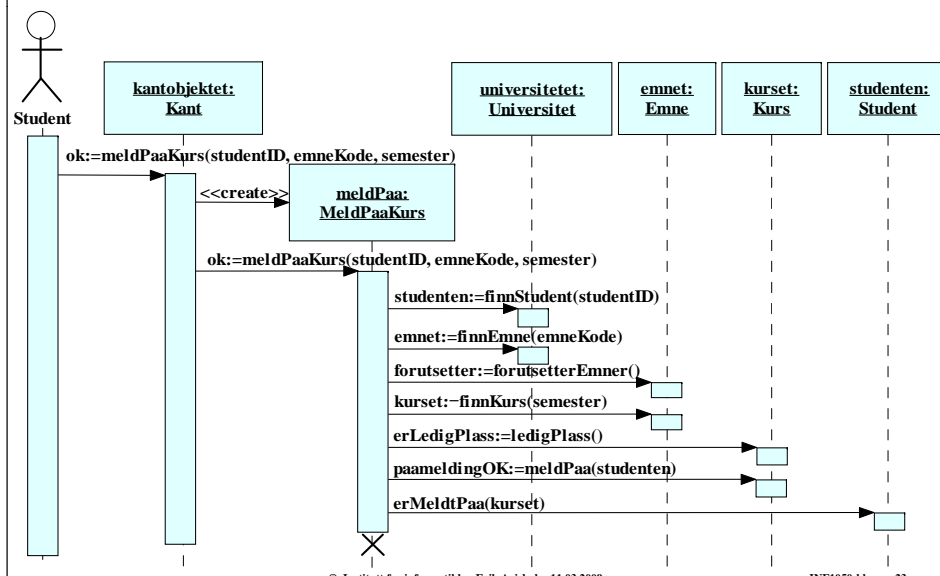 kantobjektet:
Kant
universitetet:
Universitet
emnet:
Emne
kurset:
Kurs
studenten:
Student
Student
ok:=meldPaaKurs(studentID, emneKode, semester)
<<create>>
meldPaa:
MeldPaaKurs
ok:=meldPaaKurs(studentID, emneKode, semester)
studenten:=finnStudent(studentID)
emnet:=finnEmne(emneKode)
forutsetter:=forutsetterEmner()
kurset:=finnKurs(semester)
erLedigPlass:=ledigPlass()
paameldingOK:=meldPaa(studenten)
erMeldtPaa(kurset)